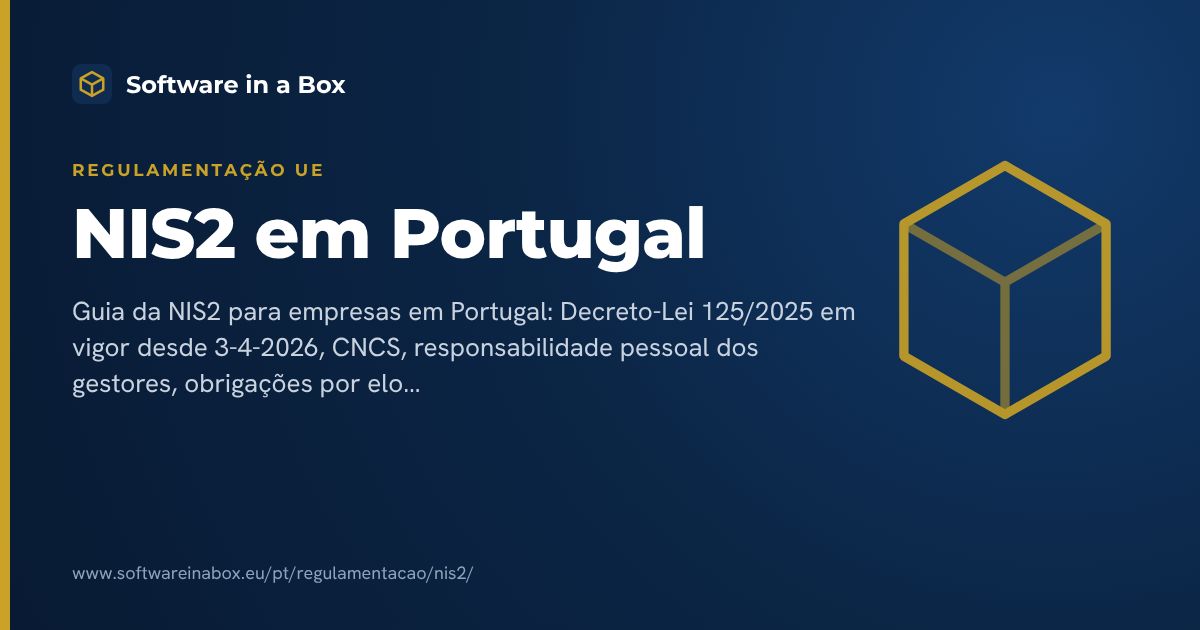 Software in a Box
REGULAMENTAÇÃO UE
NIS2 em Portugal
Guia da NIS2 para empresas em Portugal: Decreto-Lei 125/2025 em
vigor desde 3-4-2026, CNCS, responsabilidade pessoal dos
gestores, obrigações por elo...
www.softwareinabox.eu/pt/regulamentacao/nis2/